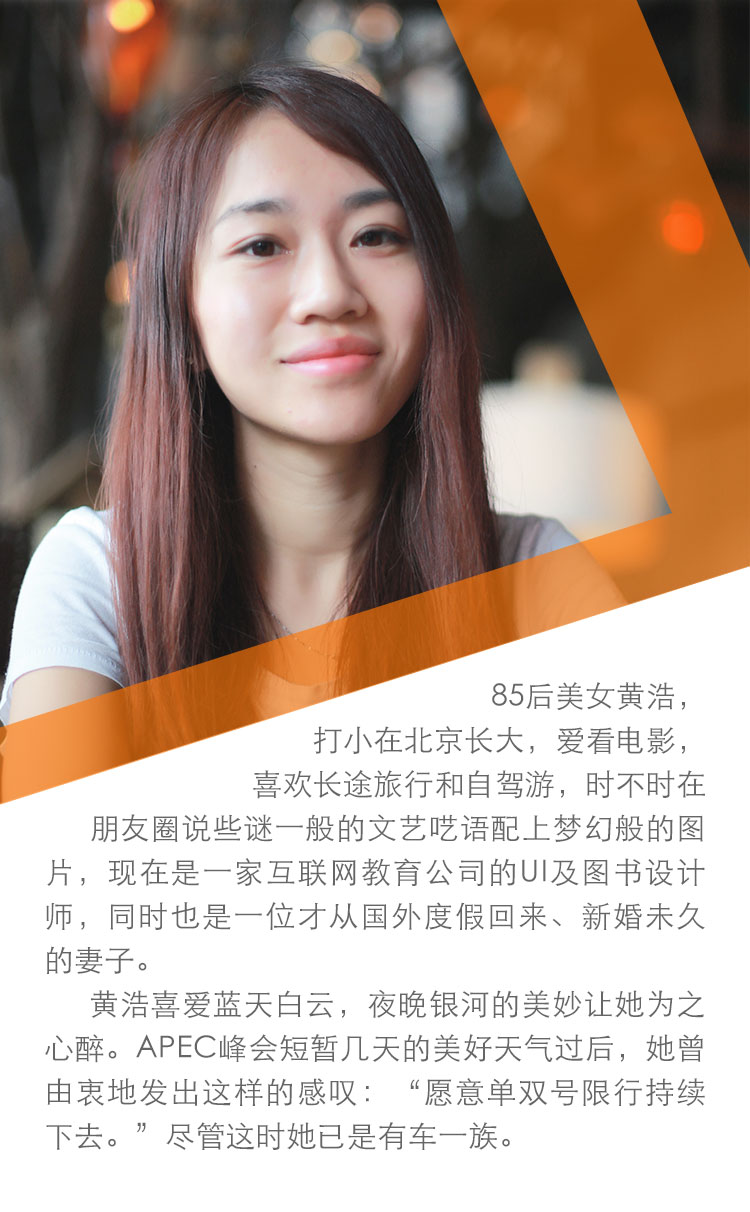 85后美女黄浩，
打小在北京长大，爱看电影，
喜欢长途旅行和自驾游，时不时在
朋友圈说些谜一般的文艺呓语配上梦幻般的图
片，现在是一家互联网教育公司的UI及图书设计
师，同时也是一位才从国外度假回来、新婚未久
的妻子。
黄浩喜爱蓝天白云，夜晚银河的美妙让她为之
心醉。APEC峰会短暂几天的美好天气过后，她曾
由衷地发出这样的感叹：“愿意单双号限行持续
下去。”尽管这时她已是有车一族。